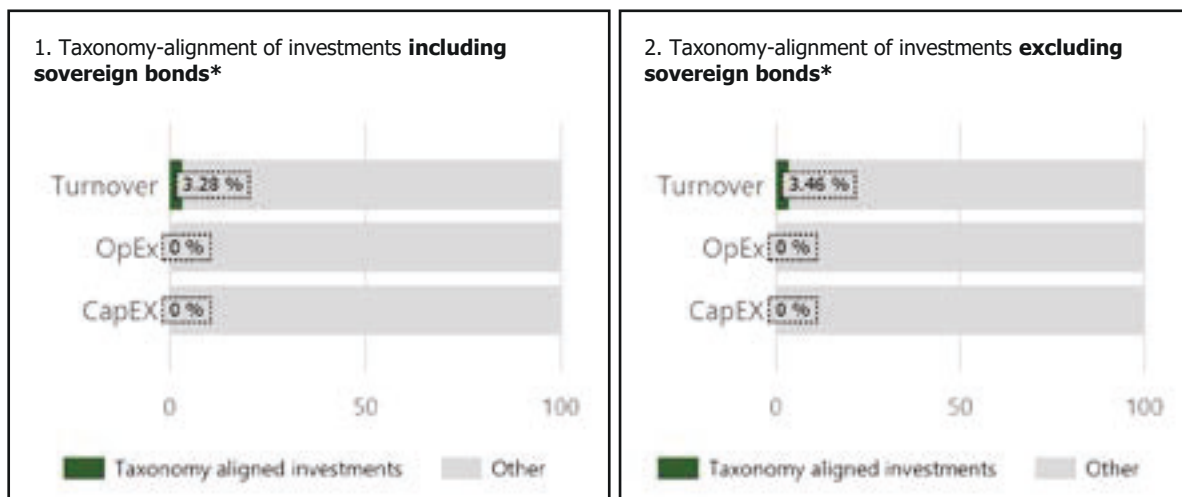 1. Taxonomy-alignment of investments including
sovereign bonds*
Turnover 3.28 %
OpEx 0 %
CapEX 0 %
0 50 100
Taxonomy aligned investments Other
2. Taxonomy-alignment of investments excluding
sovereign bonds*
Turnover 3.46 %
OpEx 0 %
CapEX 0 %
0 50 100
Taxonomy aligned investments Other